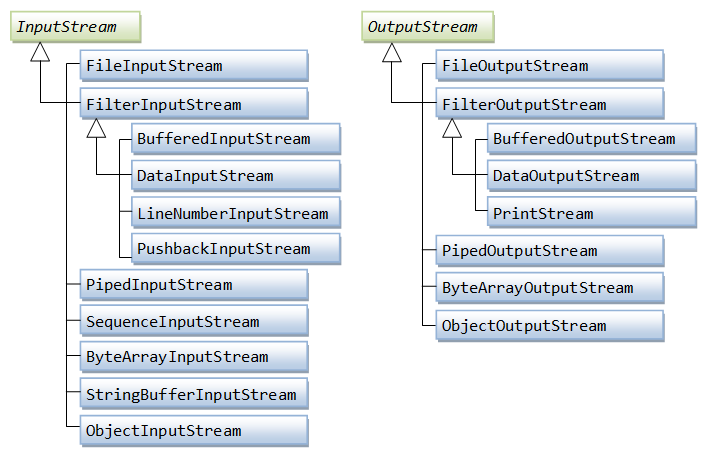 InputStream
FileInputStream
FilterInputStream
BufferedInputStream
DataInputStream
LineNumberInputStream
PushbackInputStream
PipedInputStream
SequenceInputStream
ByteArrayInputStream
StringBufferInputStream
ObjectInputStream
OutputStream
FileOutputStream
FilterOutputStream
BufferedOutputStream
DataOutputStream
PrintStream
PipedOutputStream
ByteArrayOutputStream
ObjectOutputStream